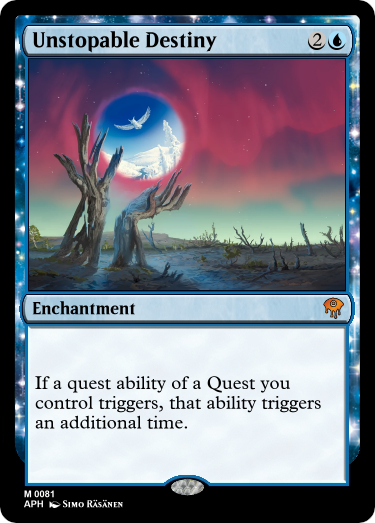 Unstopable Destiny 2
Enchantment
If a quest ability of a Quest you
control triggers, that ability triggers
an additional time.
M 0081
APH Simo Räsänen